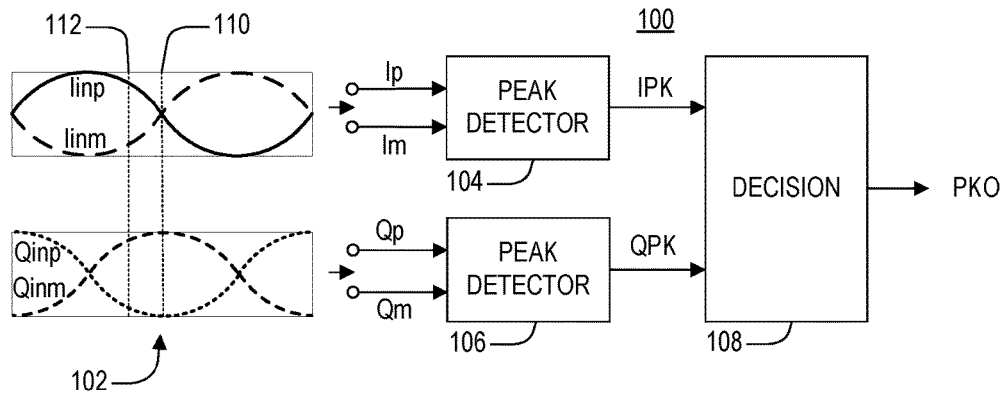 112
110
100
Iinp
Iinm
Ip
Im
PEAK
DETECTOR
104
IPK
DECISION
PKO
Qinp
Qinm
Qp
Qm
PEAK
DETECTOR
106
QPK
108
102